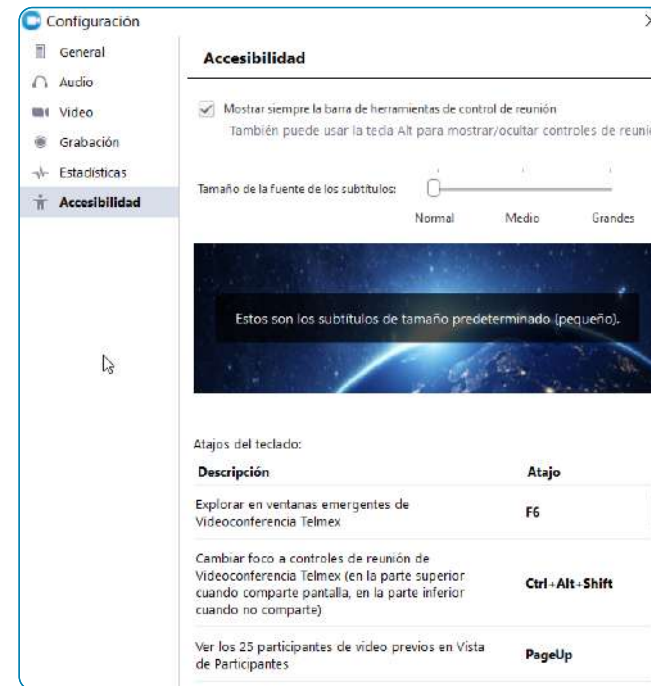 Configuración
General
Audio
Video
Grabación
Estadísticas
Accesibilidad
Accesibilidad
Mostrar siempre la barra de herramientas de control de reunión
También puede usar la tecla Alt para mostrar/ocultar controles de
Tamaño de la fuente de los subtítulos:
Normal Medio Grandes
Estos son los subtítulos de tamaño predeterminado (pequeño).
Atajos del teclado:
Descripción Atajo
Explorar en ventanas emergentes de
Videoconferencia Telmex
F6
Cambiar foco a controles de reunión de
Videoconferencia Telmex (en la parte superior
cuando comparte pantalla, en la parte inferior
cuando no comparte)
Ctrl+Alt+Shift
Ver los 25 participantes de video previos en Vista
de Participantes
PageUp